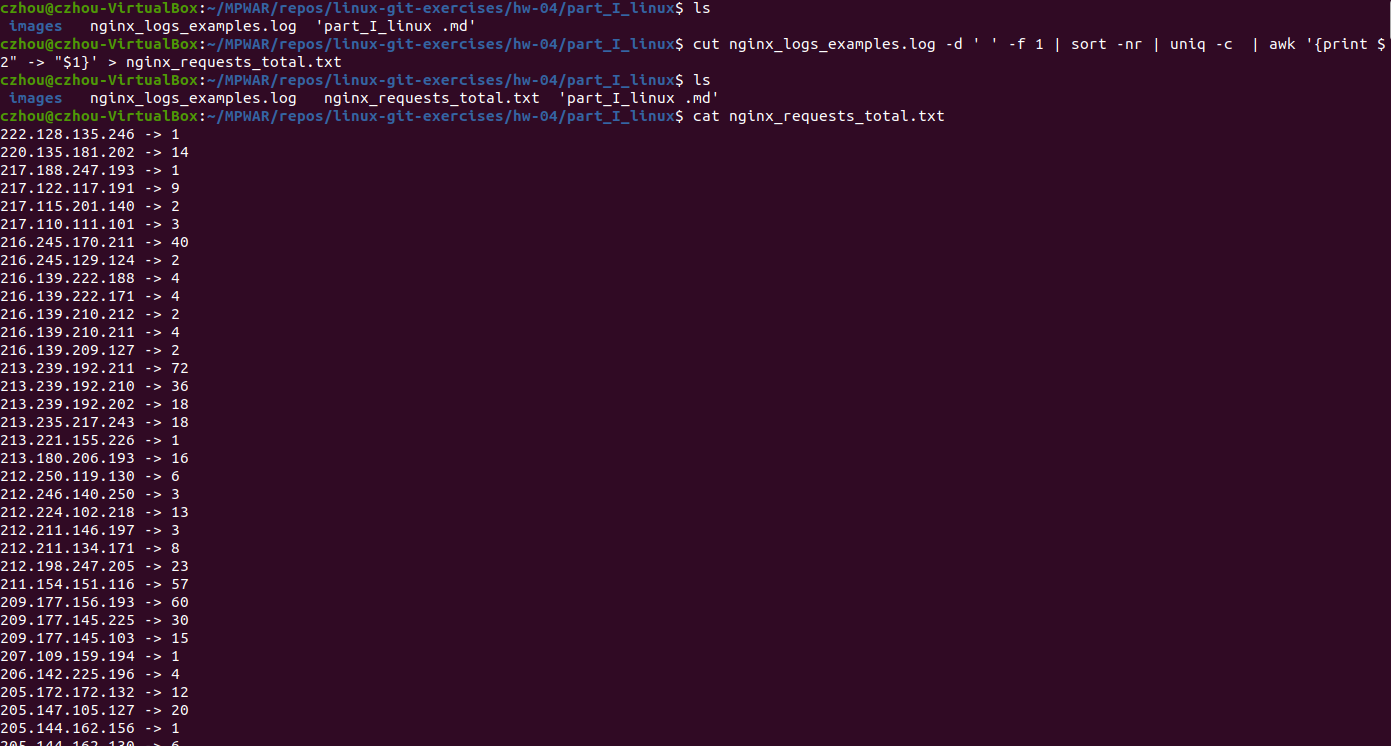 czhou@czhou-VirtualBox:~/MPWAR/repos/linux-git-exercises/hw-04/part_I_linux$ ls
 images   nginx_logs_examples.log  'part_I_linux .md'
czhou@czhou-VirtualBox:~/MPWAR/repos/linux-git-exercises/hw-04/part_I_linux$ cut nginx_logs_examples.log -d ' ' -f 1 | sort -nr | uniq -c  | awk '{print $
2" -> "$1}' > nginx_requests_total.txt
czhou@czhou-VirtualBox:~/MPWAR/repos/linux-git-exercises/hw-04/part_I_linux$ ls
 images   nginx_logs_examples.log   nginx_requests_total.txt  'part_I_linux .md'
czhou@czhou-VirtualBox:~/MPWAR/repos/linux-git-exercises/hw-04/part_I_linux$ cat nginx_requests_total.txt
222.128.135.246 -> 1
220.135.181.202 -> 14
217.188.247.193 -> 1
217.122.117.191 -> 9
217.115.201.140 -> 2
217.110.111.101 -> 3
216.245.170.211 -> 40
216.245.129.124 -> 2
216.139.222.188 -> 4
216.139.222.171 -> 4
216.139.210.212 -> 2
216.139.210.211 -> 4
216.139.209.127 -> 2
213.239.192.211 -> 72
213.239.192.210 -> 36
213.239.192.202 -> 18
213.235.217.243 -> 18
213.221.155.226 -> 1
213.180.206.193 -> 16
212.250.119.130 -> 6
212.246.140.250 -> 3
212.224.102.218 -> 13
212.211.146.197 -> 3
212.211.134.171 -> 8
212.198.247.205 -> 23
211.154.151.116 -> 57
209.177.156.193 -> 60
209.177.145.225 -> 30
209.177.145.103 -> 15
207.109.159.194 -> 1
206.142.225.196 -> 4
205.172.172.132 -> 12
205.147.105.127 -> 20
205.144.162.156 -> 1